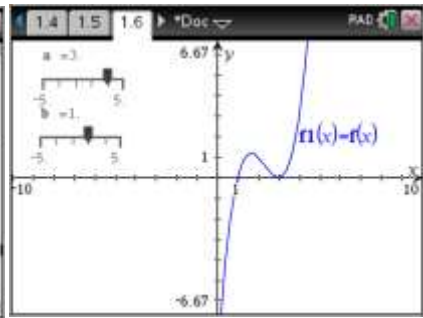 1.4 1.5 1.6 *Doc RAD
a =3.
-5 5
b =1.
-5 5
6.67 y
f1(x)=f(x)
1
x
-10 1 10
-6.67